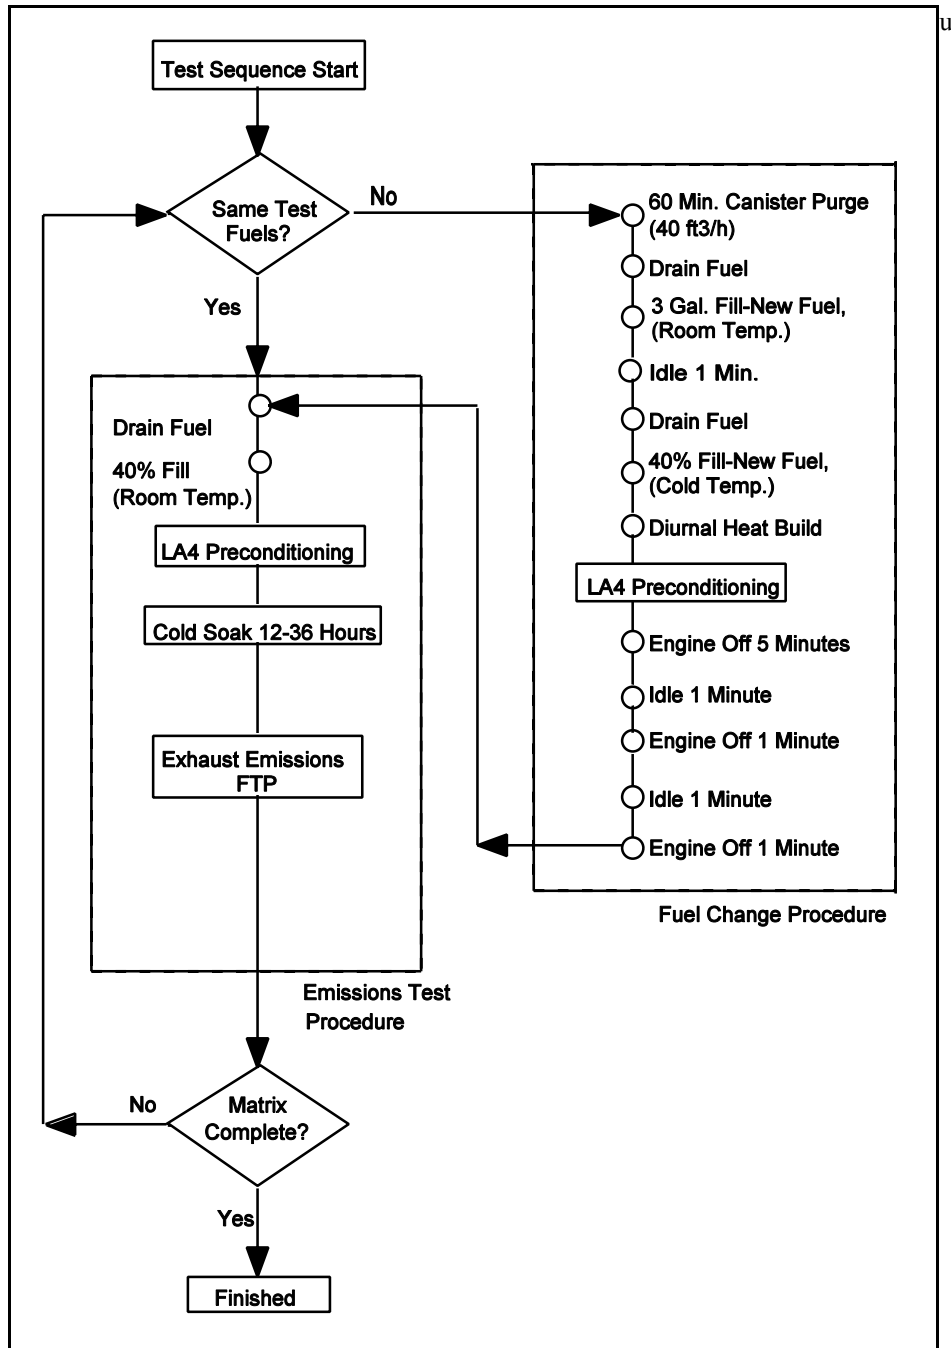 u
Test Sequence Start
Same Test
Fuels?
No
Yes
Drain Fuel
40% Fill
(Room Temp.)
LA4 Preconditioning
Cold Soak 12-36 Hours
Exhaust Emissions
FTP
Emissions Test
Procedure
60 Min. Canister Purge
(40 ft3/h)
Drain Fuel
3 Gal. Fill-New Fuel,
(Room Temp.)
Idle 1 Min.
Drain Fuel
40% Fill-New Fuel,
(Cold Temp.)
Diurnal Heat Build
LA4 Preconditioning
Engine Off 5 Minutes
Idle 1 Minute
Engine Off 1 Minute
Idle 1 Minute
Engine Off 1 Minute
Fuel Change Procedure
No
Matrix
Complete?
Yes
Finished